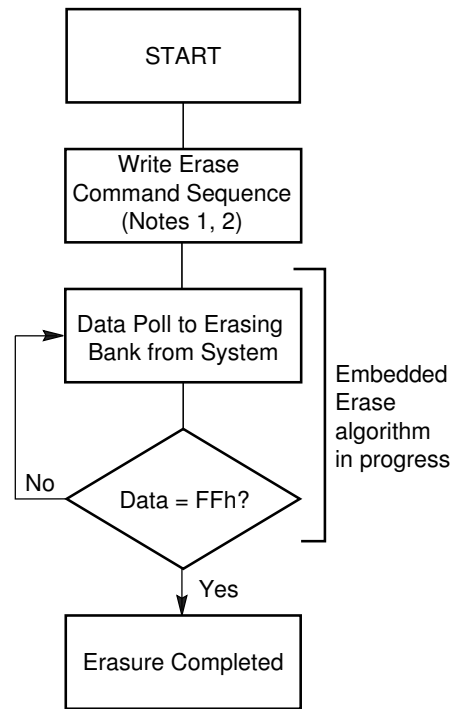 START
Write Erase
Command Sequence
(Notes 1, 2)
Data Poll to Erasing
Bank from System
Embedded
Erase
algorithm
in progress
No
Data = FFh?
Yes
Erasure Completed